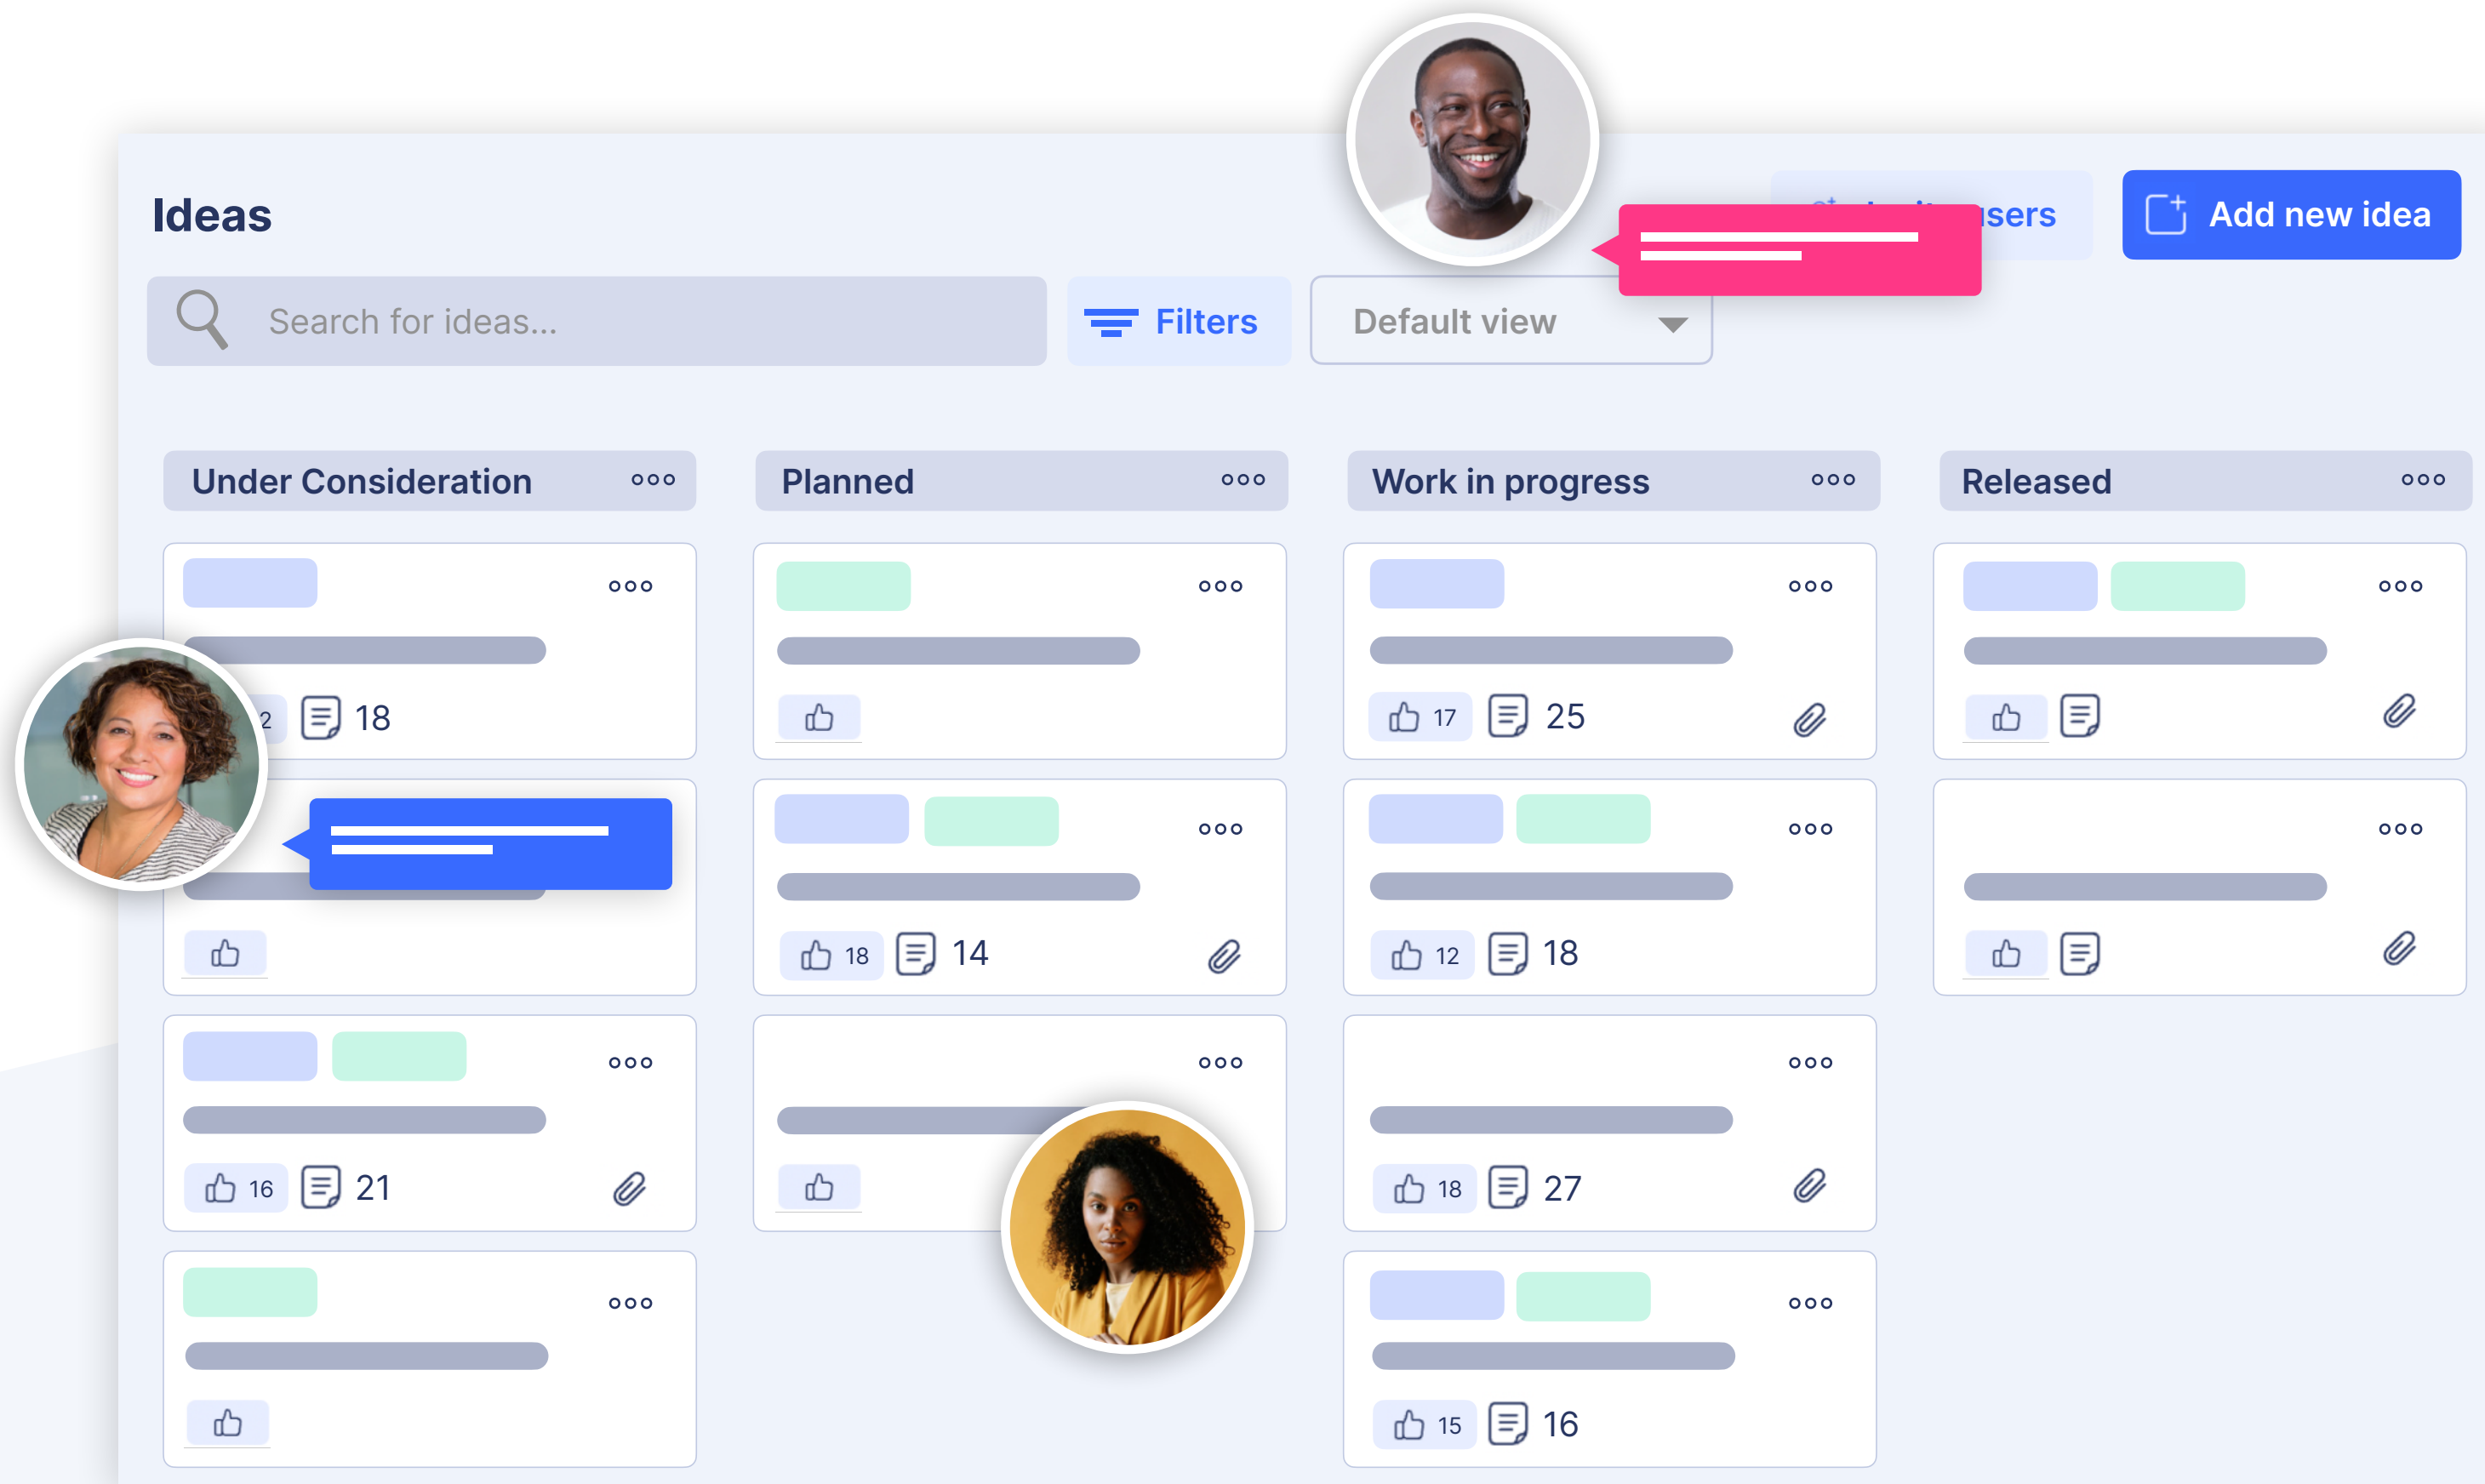 Ideas
users
Add new idea
Search for ideas...
Filters
Default view
Under Consideration
Planned
Work in progress
Released
2 18
17 25
18 14
12 18
16 21
18 27
15 16